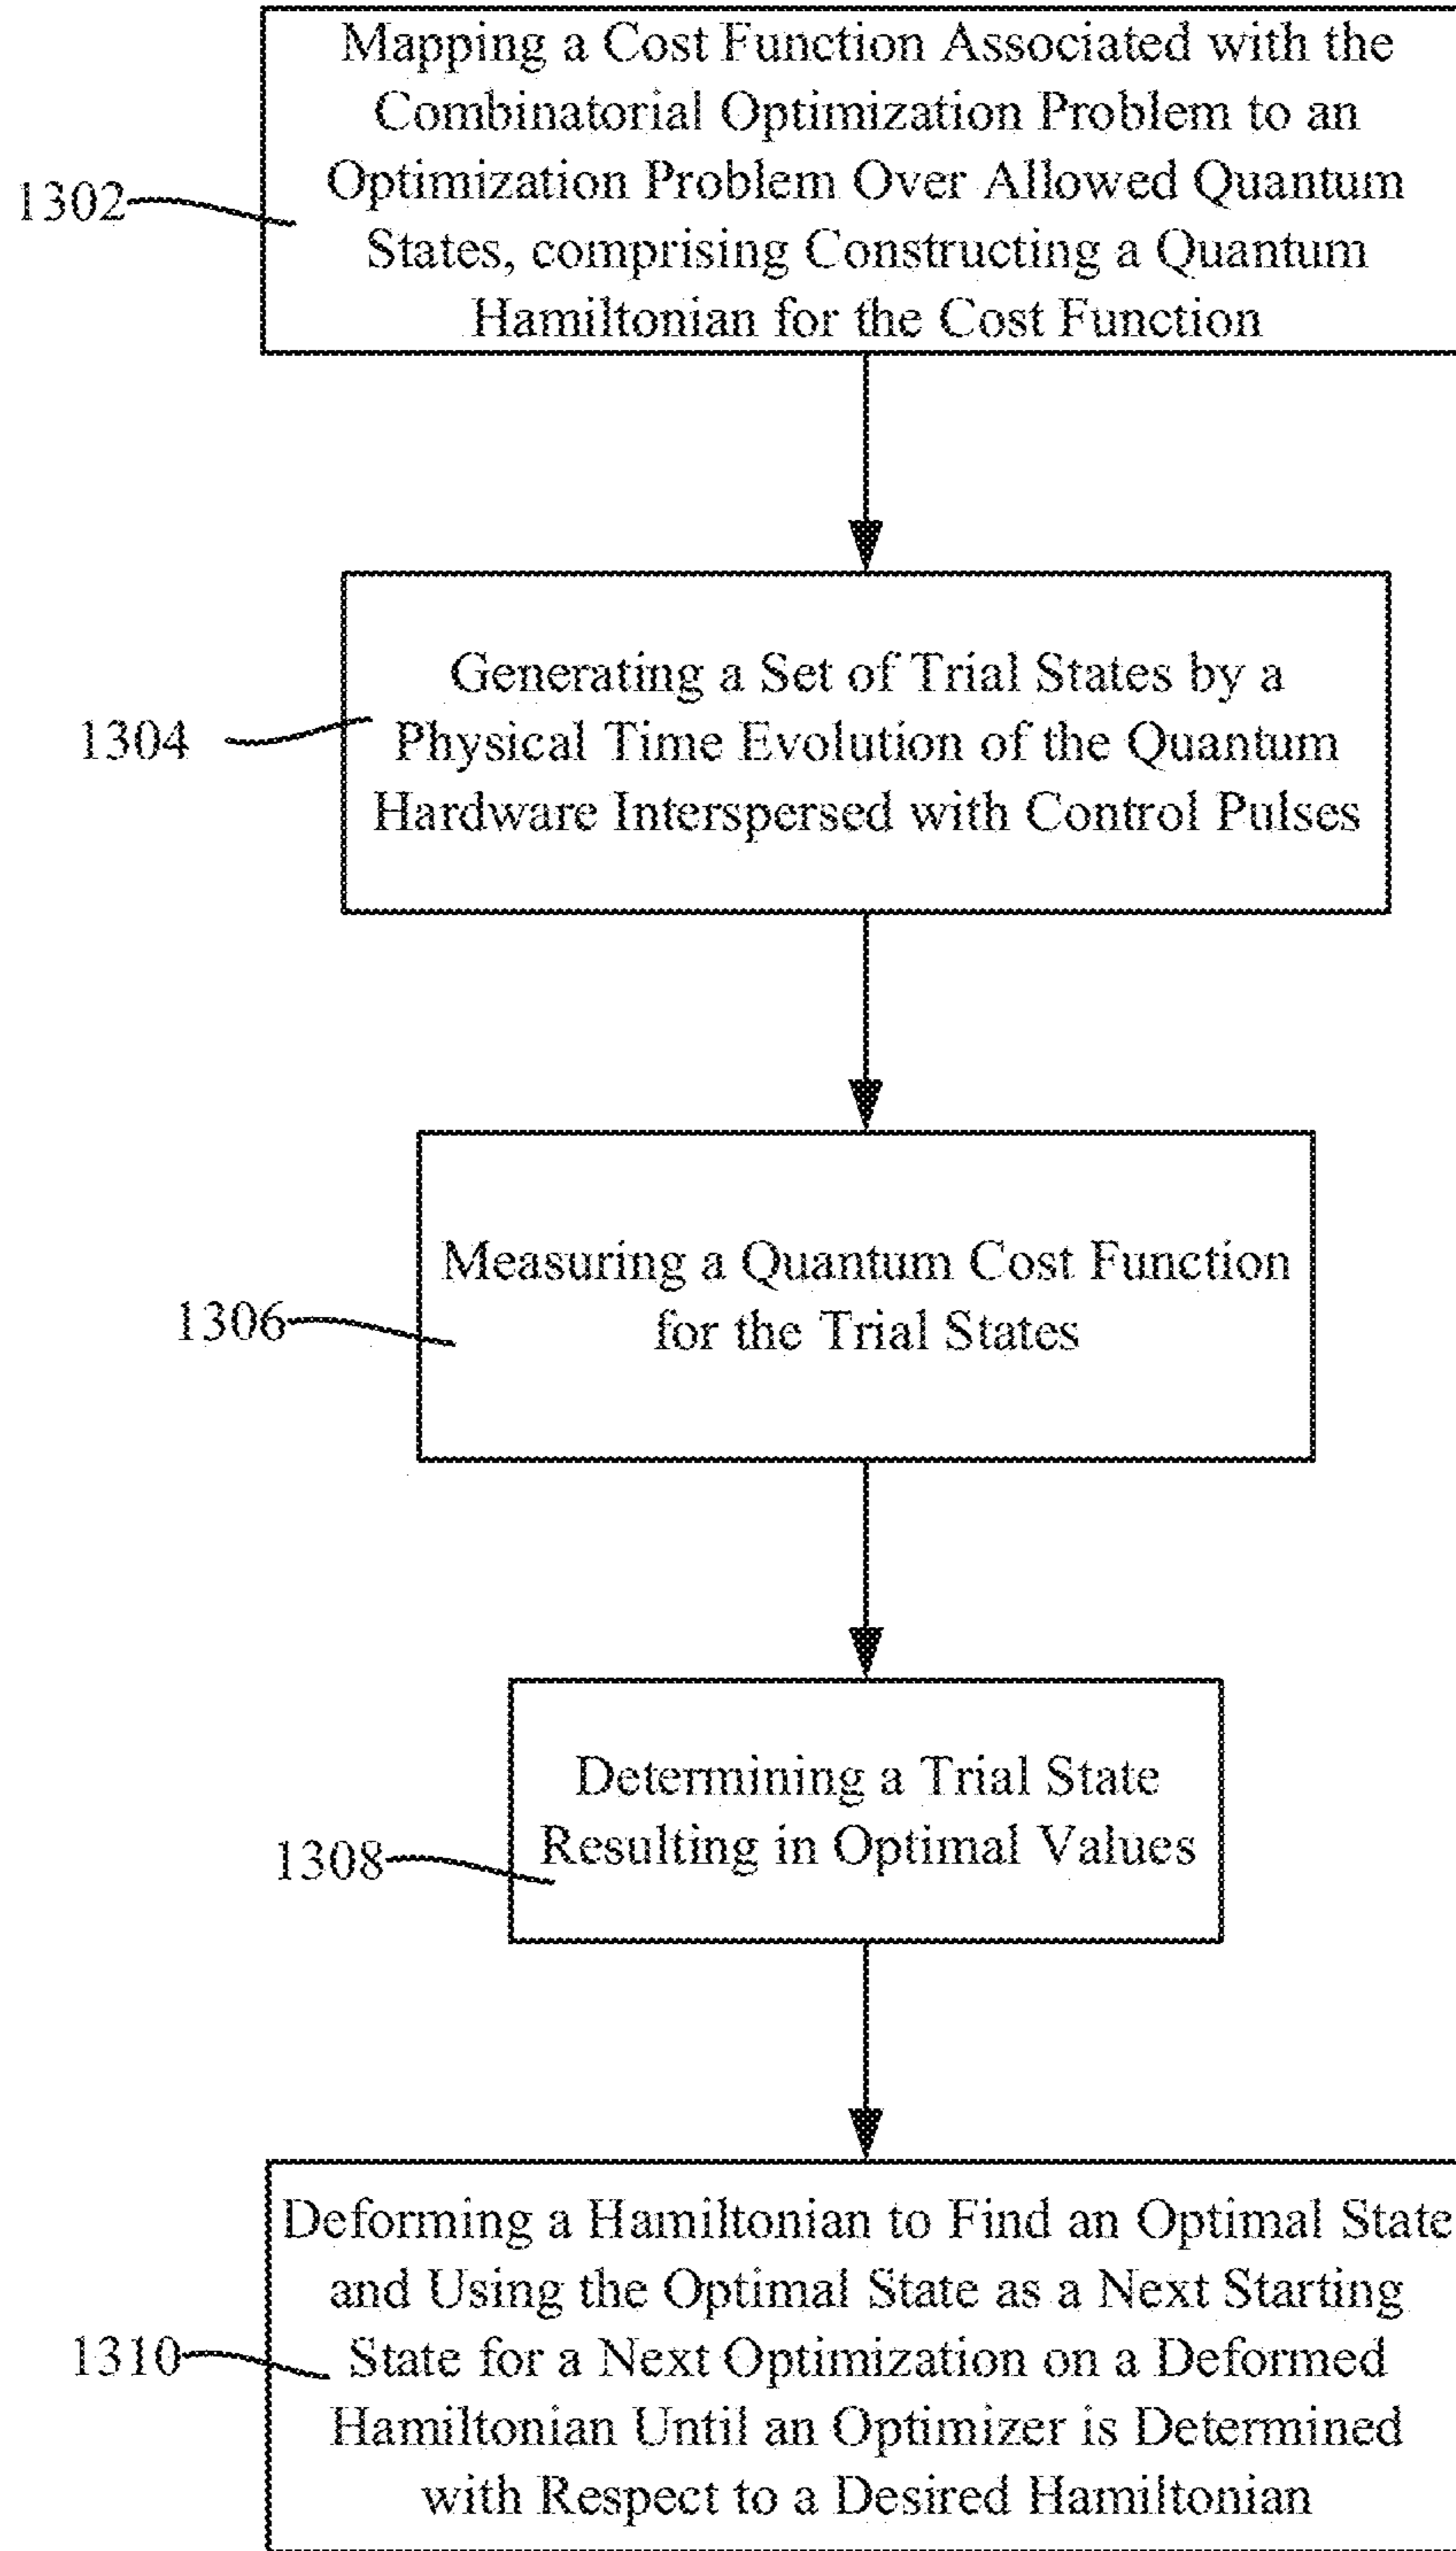 Mapping a Cost Function Associated with the
Combinatorial Optimization Problem to an
Optimization Problem Over Allowed Quantum
States, comprising Constructing a Quantum
Hamiltonian for the Cost Function
1302
Generating a Set of Trial States by a
Physical Time Evolution of the Quantum
Hardware Interspersed with Control Pulses
1304
Measuring a Quantum Cost Function
for the Trial States
1306
Determining a Trial State
Resulting in Optimal Values
1308
Deforming a Hamiltonian to Find an Optimal State
and Using the Optimal State as a Next Starting
State for a Next Optimization on a Deformed
Hamiltonian Until an Optimizer is Determined
with Respect to a Desired Hamiltonian
1310